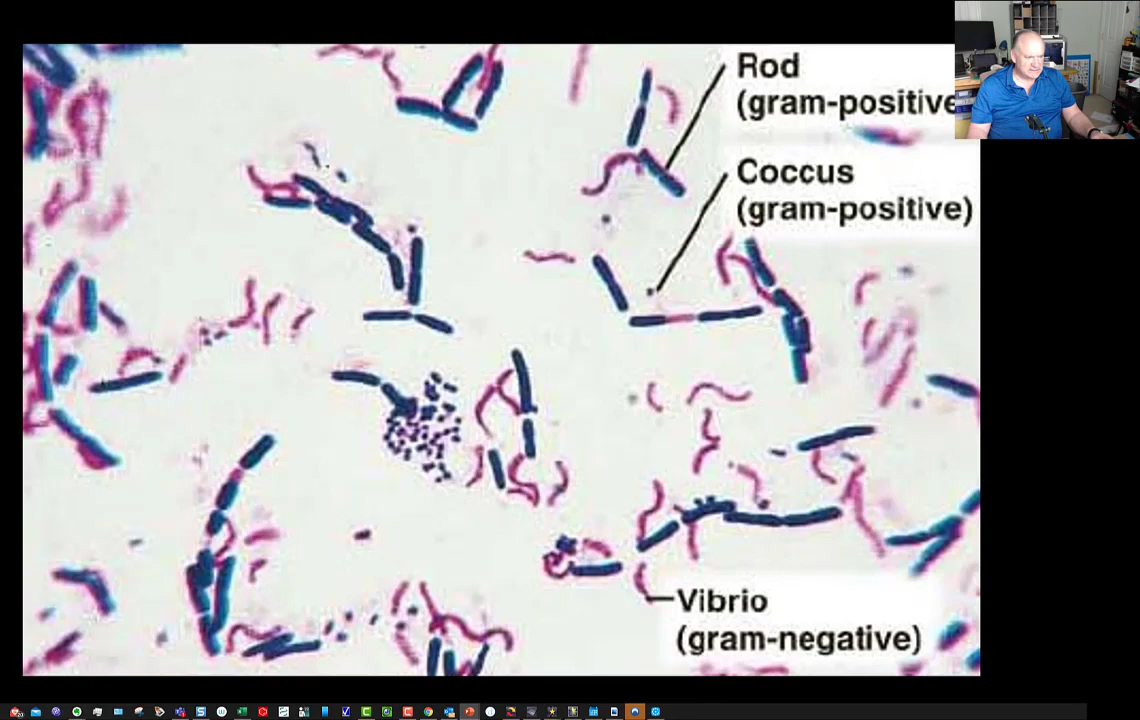 Rod
(gram-positive
Coccus
(gram-positive)
Vibrio
(gram-negative)